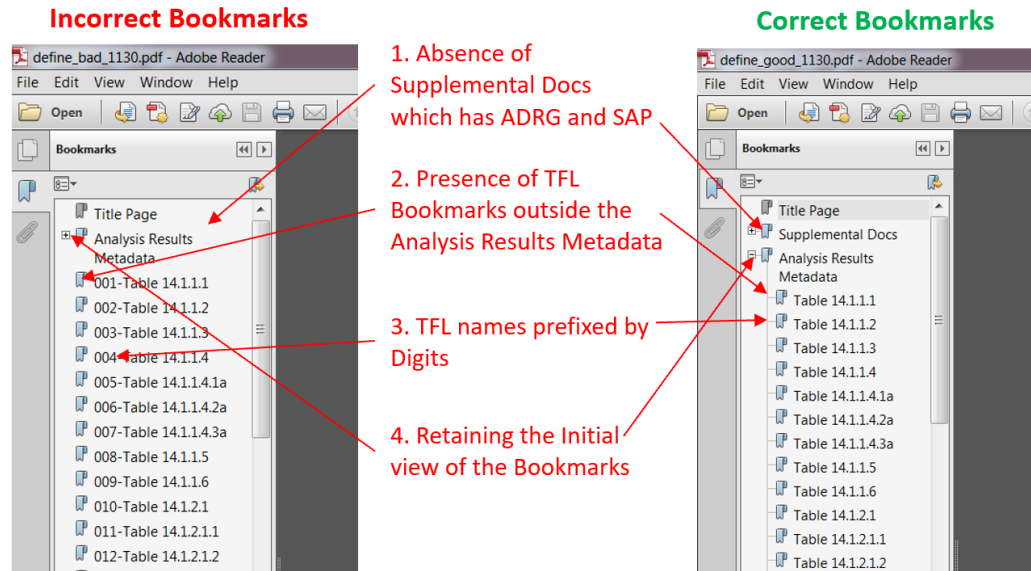 Incorrect Bookmarks
define_bad_1130.pdf - Adobe Reader
File Edit View Window Help
Open
Bookmarks
Title Page
Analysis Results
Metadata
001-Table 14.1.1.1
002-Table 14.1.1.2
003-Table 14.1.1.3
004-Table 14.1.1.4
005-Table 14.1.1.4.1a
006-Table 14.1.1.4.2a
007-Table 14.1.1.4.3a
008-Table 14.1.1.5
009-Table 14.1.1.6
010-Table 14.1.2.1
011-Table 14.1.2.1.1
012-Table 14.1.2.1.2
1. Absence of
Supplemental Docs
which has ADRG and SAP
2. Presence of TFL
Bookmarks outside the
Analysis Results Metadata
3. TFL names prefixed by
Digits
4. Retaining the Initial
view of the Bookmarks
Correct Bookmarks
define_good_1130.pdf - Adobe Reader
File Edit View Window Help
Open
Bookmarks
Title Page
Supplemental Docs
Analysis Results
Metadata
Table 14.1.1.1
Table 14.1.1.2
Table 14.1.1.3
Table 14.1.1.4
Table 14.1.1.4.1a
Table 14.1.1.4.2a
Table 14.1.1.4.3a
Table 14.1.1.5
Table 14.1.1.6
Table 14.1.2.1
Table 14.1.2.1.1
Table 14.1.2.1.2